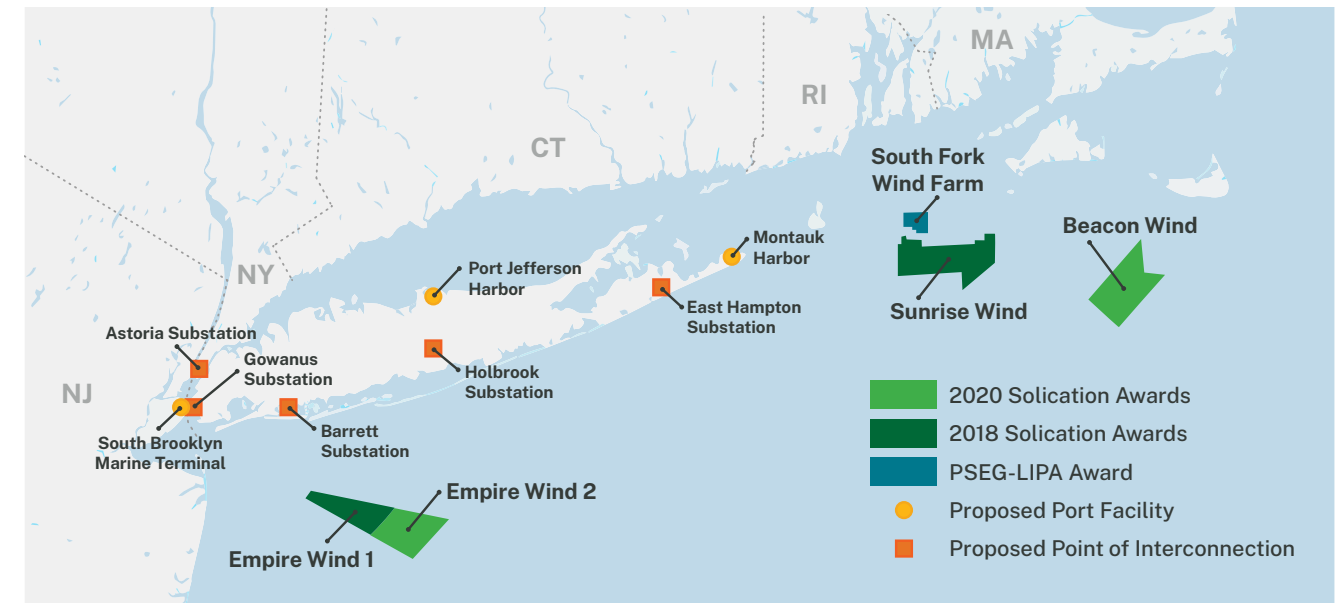 MA
RI
CT
NY
NJ
South Fork
Wind Farm
Beacon Wind
Sunrise Wind
Montauk
Harbor
Port Jefferson
Harbor
East Hampton
Substation
Astoria Substation
Gowanus
Substation
Holbrook
Substation
South Brooklyn
Marine Terminal
Barrett
Substation
Empire Wind 2
Empire Wind 1
2020 Solication Awards
2018 Solication Awards
PSEG-LIPA Award
Proposed Port Facility
Proposed Point of Interconnection